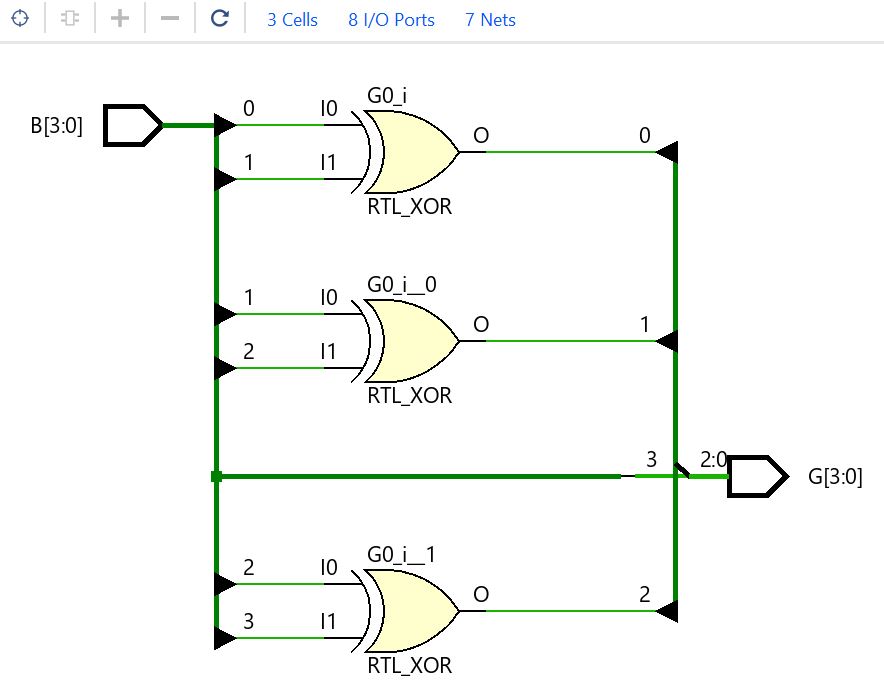 3 Cells 8 I/O Ports 7 Nets
G0_i
B[3:0] 0 I0 O 0
1 I1
RTL_XOR
G0_i__0
1 I0 O 1
2 I1
RTL_XOR
3 2:0 G[3:0]
G0_i__1
2 I0 O 2
3 I1
RTL_XOR